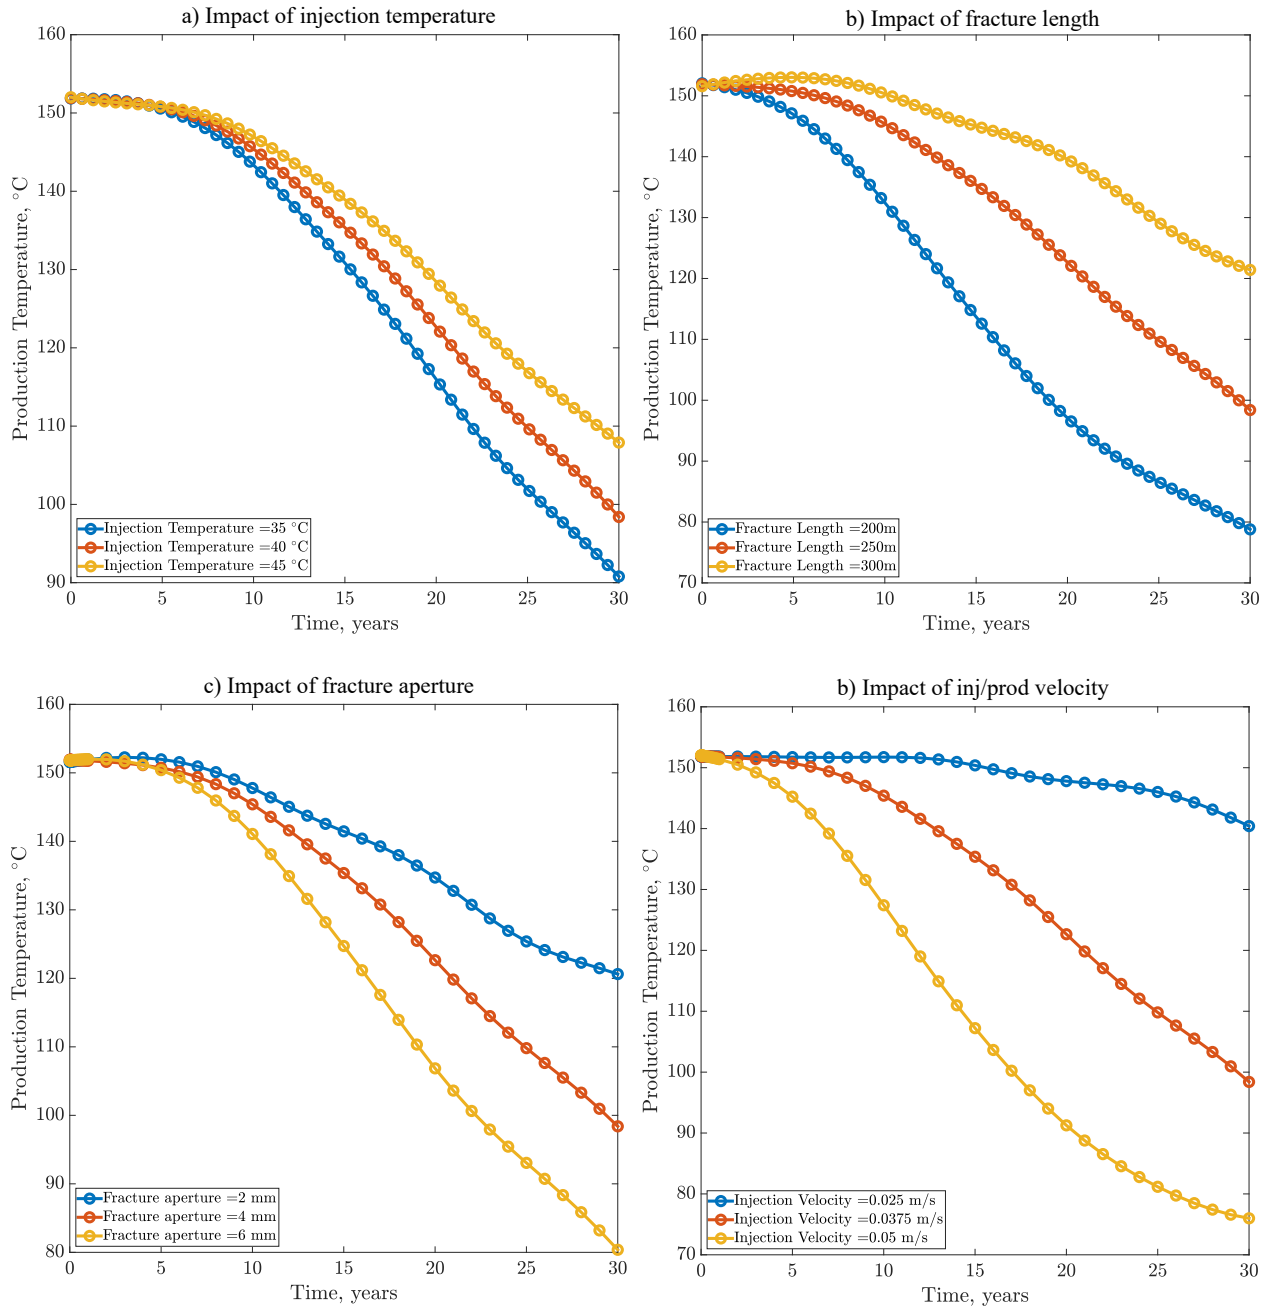 a) Impact of injection temperature
160
150
140
130
120
110
100
90
0 5 10 15 20 25 30
Production Temperature, °C
Time, years
Injection Temperature =35 °C
Injection Temperature =40 °C
Injection Temperature =45 °C
b) Impact of fracture length
160
150
140
130
120
110
100
90
80
70
0 5 10 15 20 25 30
Production Temperature, °C
Time, years
Fracture Length =200m
Fracture Length =250m
Fracture Length =300m
c) Impact of fracture aperture
160
150
140
130
120
110
100
90
80
0 5 10 15 20 25 30
Production Temperature, °C
Time, years
Fracture aperture =2 mm
Fracture aperture =4 mm
Fracture aperture =6 mm
b) Impact of inj/prod velocity
160
150
140
130
120
110
100
90
80
70
0 5 10 15 20 25 30
Production Temperature, °C
Time, years
Injection Velocity =0.025 m/s
Injection Velocity =0.0375 m/s
Injection Velocity =0.05 m/s